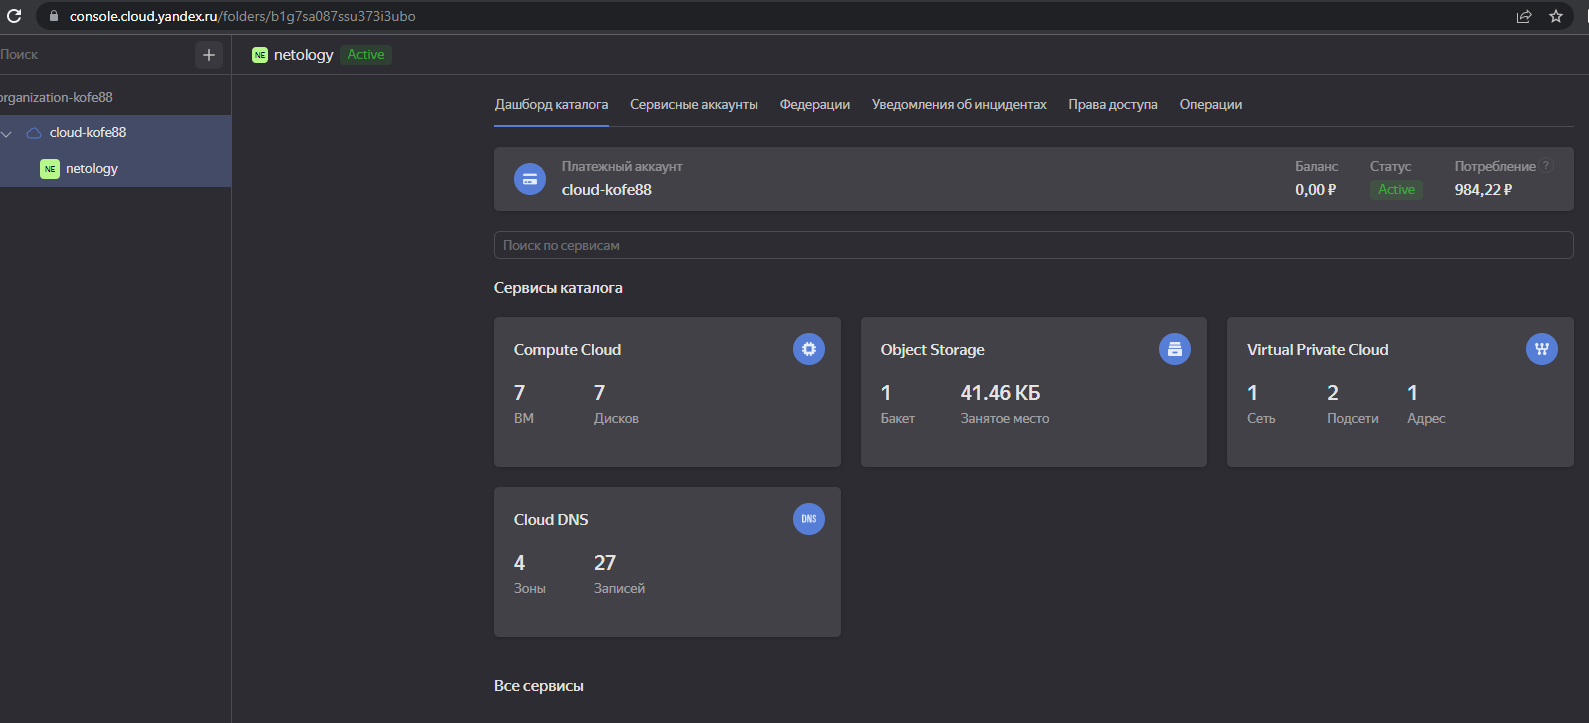 console.cloud.yandex.ru/folders/b1g7sa087ssu373i3ubo
Поиск
+
NE netology Active
organization-kofe88
cloud-kofe88
NE netology
Дашборд каталога Сервисные аккаунты Федерации Уведомления об инцидентах Права доступа Операции
Платежный аккаунт Баланс Статус Потребление ?
cloud-kofe88 0,00 ₽ Active 984,22 ₽
Поиск по сервисам
Сервисы каталога
Compute Cloud
7 7
ВМ Дисков
Object Storage
1 41.46 КБ
Бакет Занятое место
Virtual Private Cloud
1 2 1
Сеть Подсети Адрес
Cloud DNS DNS
4 27
Зоны Записей
Все сервисы